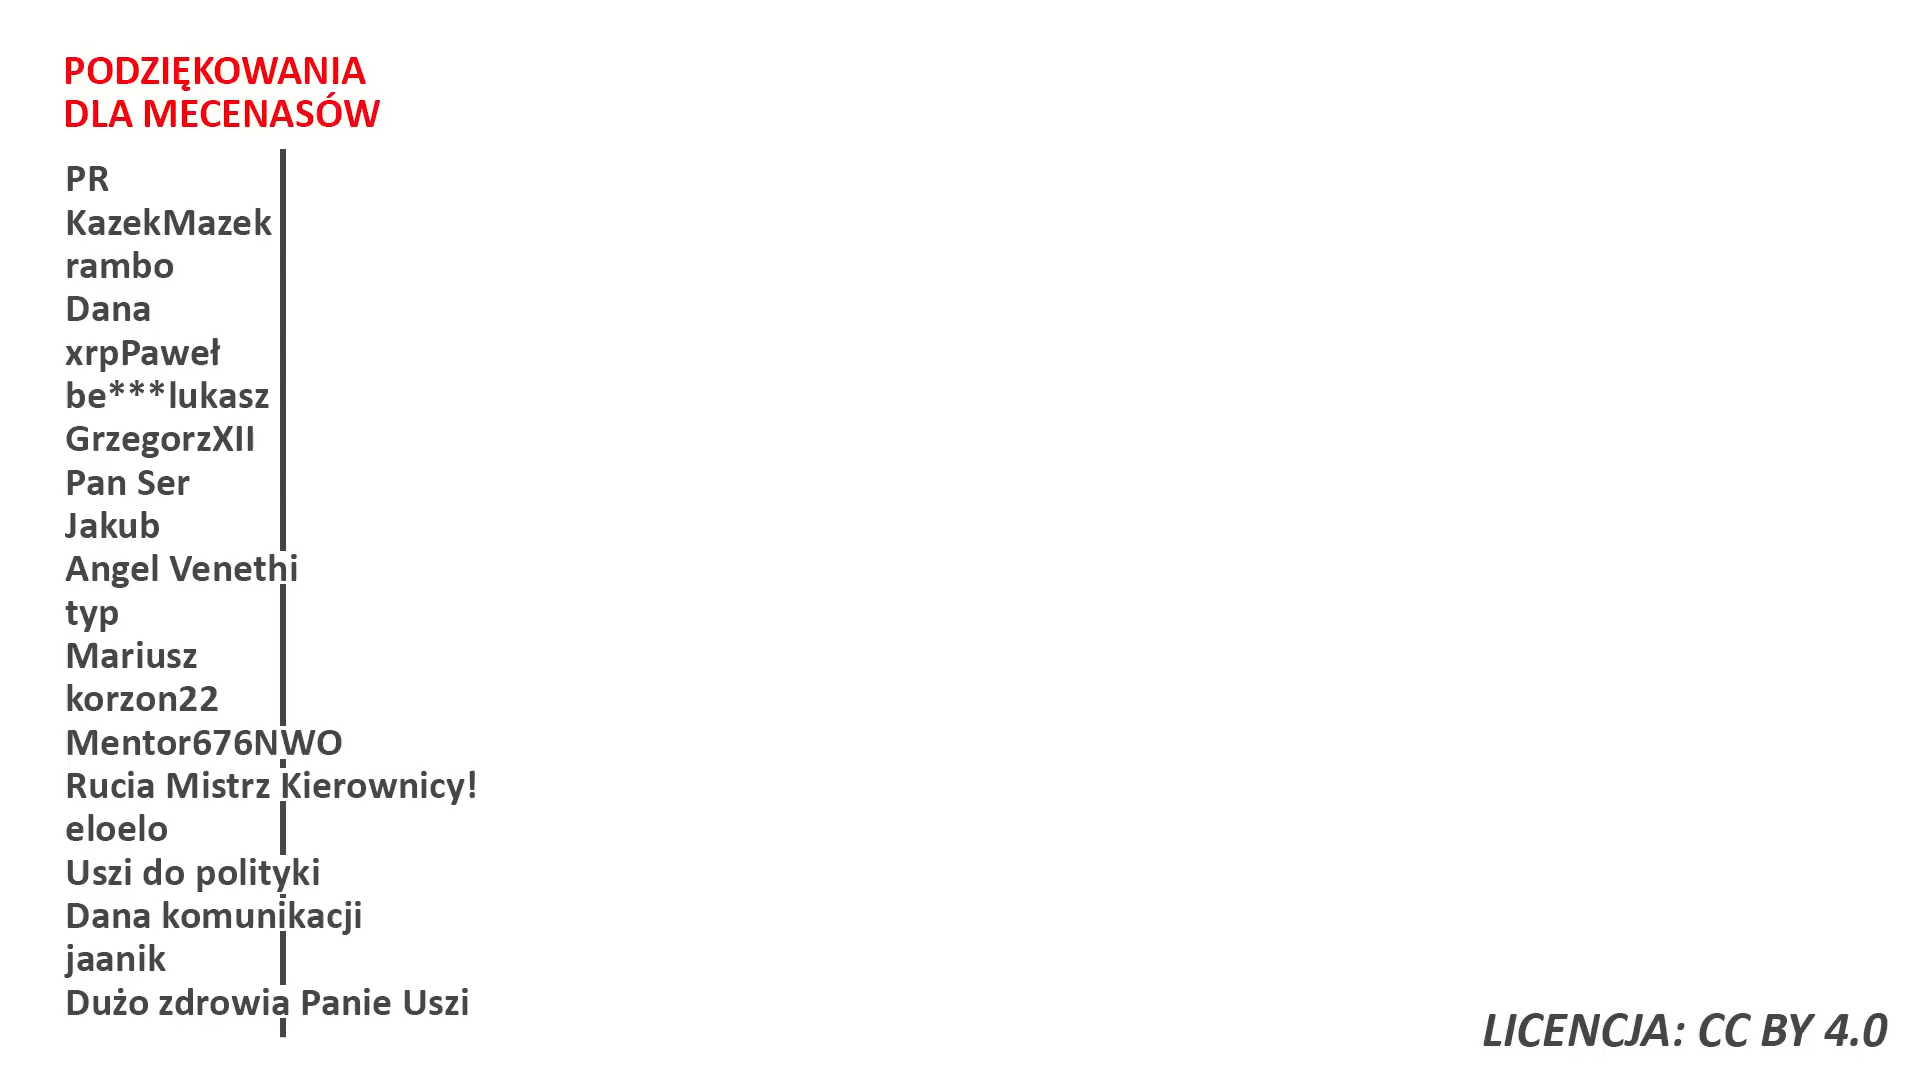 PODZIĘKOWANIA
DLA MECENASÓW
PR
KazekMazek
rambo
Dana
xrpPaweł
be***lukasz
GrzegorzXII
Pan Ser
Jakub
Angel Venethi
typ
Mariusz
korzon22
Mentor676NWO
Rucia Mistrz Kierownicy!
eloelo
Uszi do polityki
Dana komunikacji
jaanik
Dużo zdrowia Panie Uszi
LICENCJA: CC BY 4.0